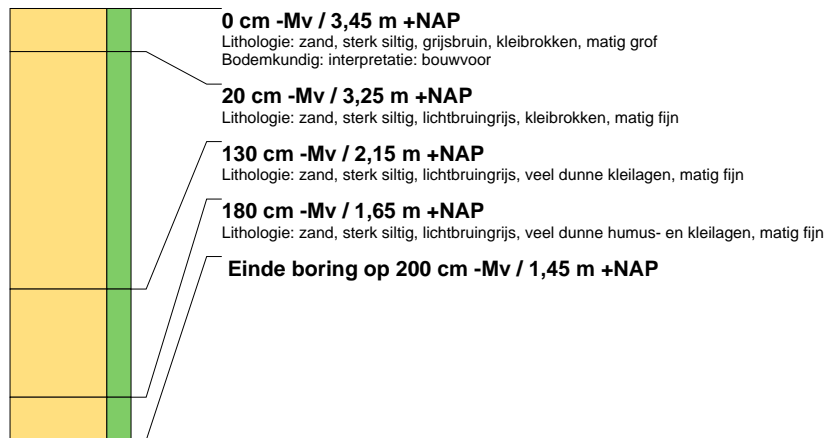 0 cm -Mv / 3,45 m +NAP
Lithologie: zand, sterk siltig, grijsbruin, kleibrokken, matig grof
Bodemkundig: interpretatie: bouwvoor
20 cm -Mv / 3,25 m +NAP
Lithologie: zand, sterk siltig, lichtbruingrijs, kleibrokken, matig fijn
130 cm -Mv / 2,15 m +NAP
Lithologie: zand, sterk siltig, lichtbruingrijs, veel dunne kleilagen, matig fijn
180 cm -Mv / 1,65 m +NAP
Lithologie: zand, sterk siltig, lichtbruingrijs, veel dunne humus- en kleilagen, matig fijn
Einde boring op 200 cm -Mv / 1,45 m +NAP